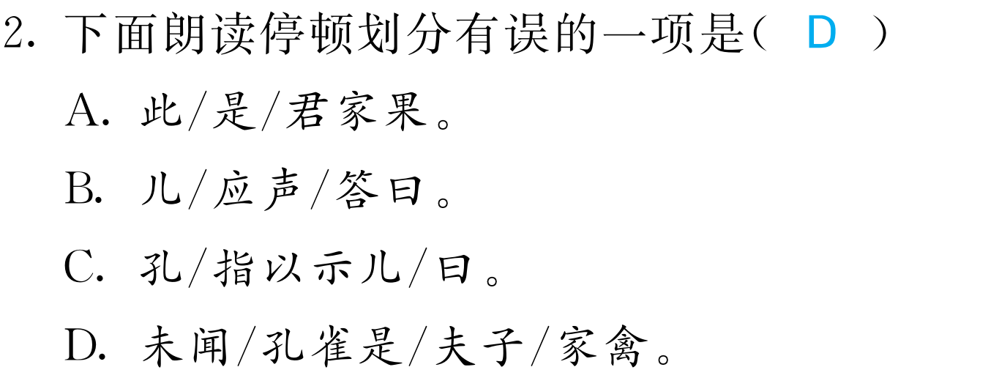 2. 下面朗读停顿划分有误的一项是( D )
A. 此/是/君家果。
B. 儿/应声/答曰。
C. 孔/指以示儿/曰。
D. 未闻/孔雀是/夫子/家禽。